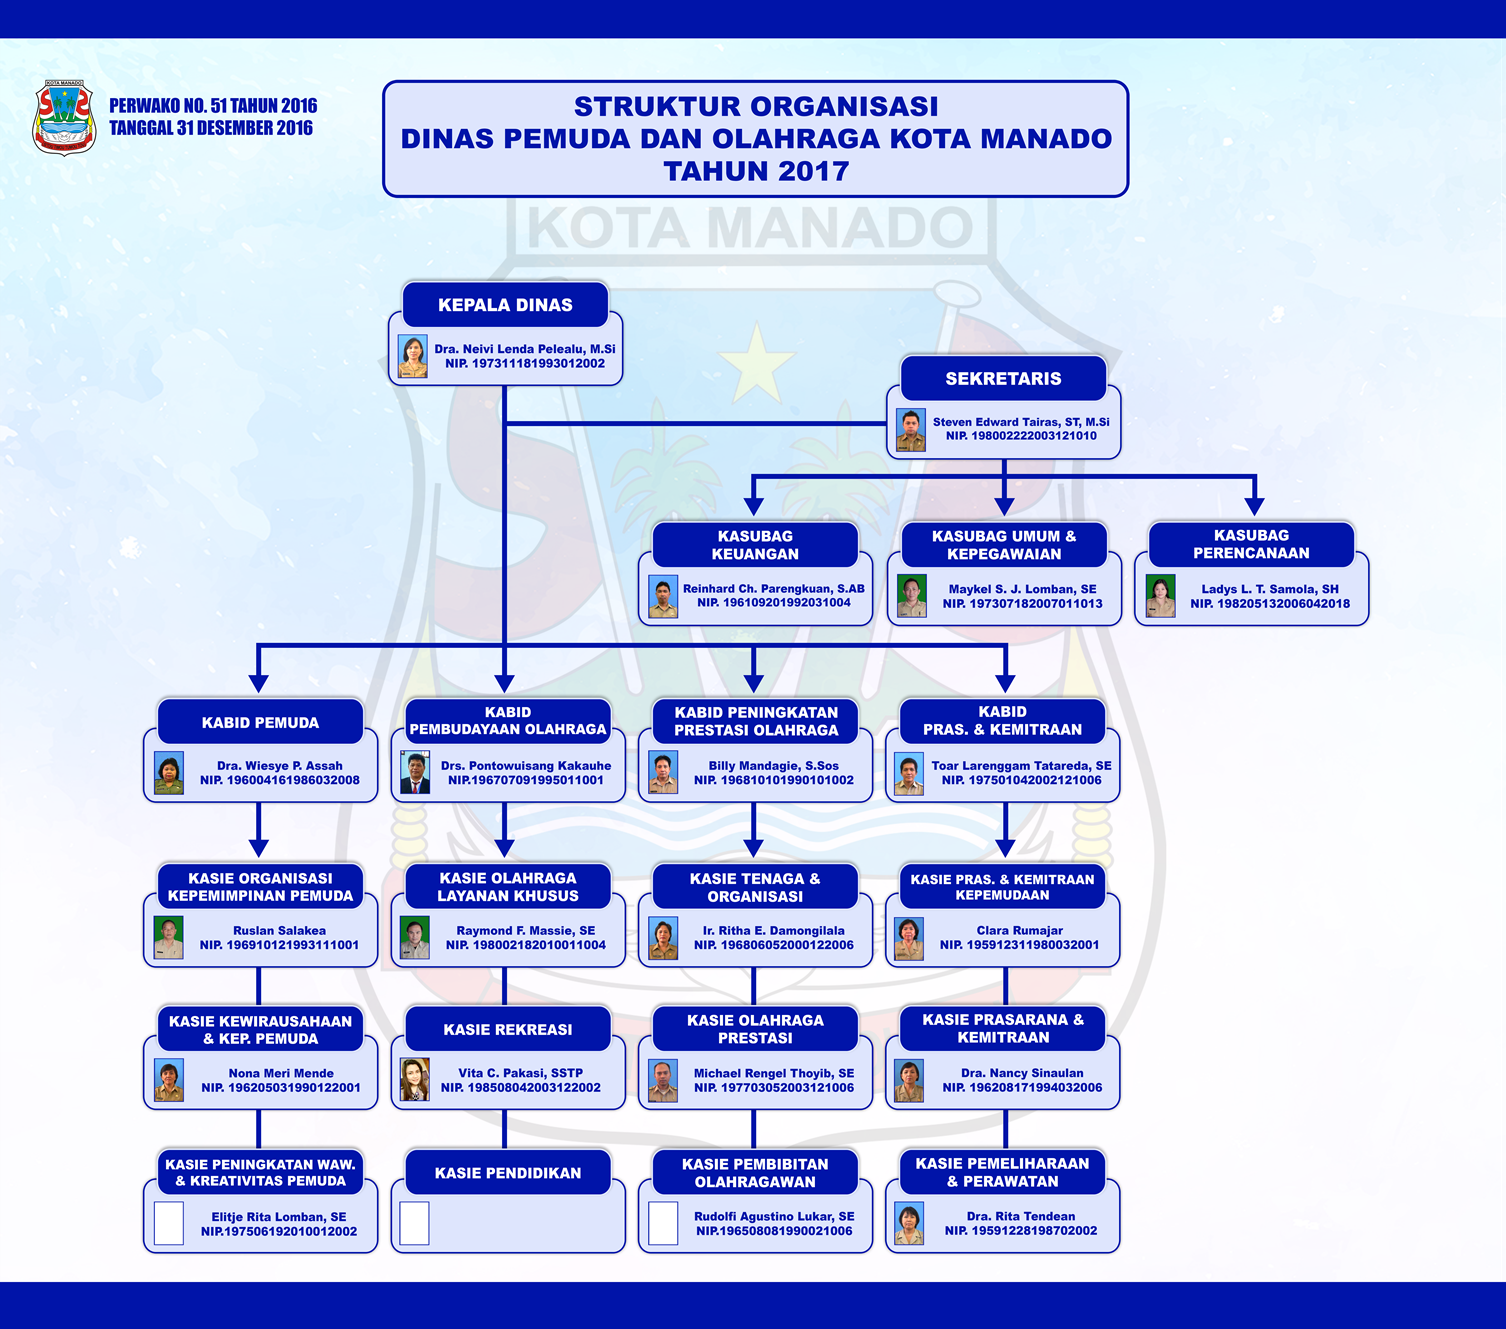 KOTA MANADO
PERWAKO NO. 51 TAHUN 2016
TANGGAL 31 DESEMBER 2016
STRUKTUR ORGANISASI
DINAS PEMUDA DAN OLAHRAGA KOTA MANADO
TAHUN 2017
KOTA MANADO
KEPALA DINAS
Dra. Neivi Lenda Pelealu, M.Si
NIP. 197311181993012002
SEKRETARIS
Steven Edward Tairas, ST, M.Si
NIP. 198002222003121010
KASUBAG
KEUANGAN
Reinhard Ch. Parengkuan, S.AB
NIP. 196109201992031004
KASUBAG UMUM &
KEPEGAWAIAN
Maykel S. J. Lomban, SE
NIP. 197307182007011013
KASUBAG
PERENCANAAN
Ladys L. T. Samola, SH
NIP. 198205132006042018
KABID PEMUDA
Dra. Wiesye P. Assah
NIP. 196004161986032008
KABID
PEMBUDAYAAN OLAHRAGA
Drs. Pontowuisang Kakauhe
NIP.196707091995011001
KABID PENINGKATAN
PRESTASI OLAHRAGA
Billy Mandagie, S.Sos
NIP. 196810101990101002
KABID
PRAS. & KEMITRAAN
Toar Larenggam Tatareda, SE
NIP. 197501042002121006
KASIE ORGANISASI
KEPEMIMPINAN PEMUDA
Ruslan Salakea
NIP. 196910121993111001
KASIE OLAHRAGA
LAYANAN KHUSUS
Raymond F. Massie, SE
NIP. 198002182010011004
KASIE TENAGA &
ORGANISASI
Ir. Ritha E. Damongilala
NIP. 196806052000122006
KASIE PRAS. & KEMITRAAN
KEPEMUDAAN
Clara Rumajar
NIP. 195912311980032001
KASIE KEWIRAUSAHAAN
& KEP. PEMUDA
Nona Meri Mende
NIP. 196205031990122001
KASIE REKREASI
Vita C. Pakasi, SSTP
NIP. 198508042003122002
KASIE OLAHRAGA
PRESTASI
Michael Rengel Thoyib, SE
NIP. 197703052003121006
KASIE PRASARANA &
KEMITRAAN
Dra. Nancy Sinaulan
NIP. 196208171994032006
KASIE PENINGKATAN WAW.
& KREATIVITAS PEMUDA
Elitje Rita Lomban, SE
NIP.197506192010012002
KASIE PENDIDIKAN
KASIE PEMBIBITAN
OLAHRAGAWAN
Rudolfi Agustino Lukar, SE
NIP.196508081990021006
KASIE PEMELIHARAAN
& PERAWATAN
Dra. Rita Tendean
NIP. 19591228198702002